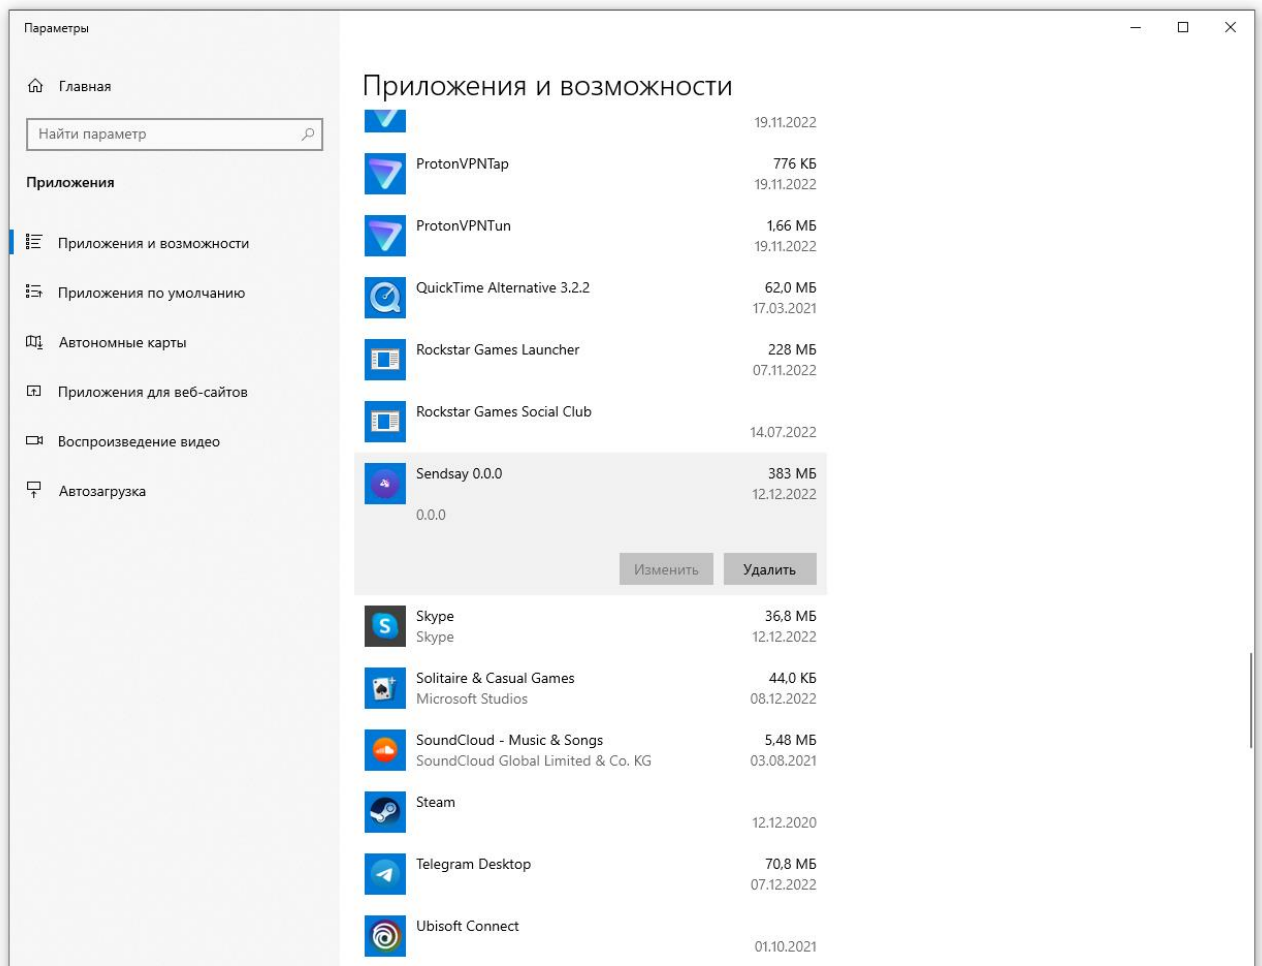 Параметры
Главная
Найти параметр
Приложения
Приложения и возможности
Приложения по умолчанию
Автономные карты
Приложения для веб-сайтов
Воспроизведение видео
Автозагрузка
Приложения и возможности
19.11.2022
ProtonVPNTap 776 КБ
19.11.2022
ProtonVPNTun 1,66 МБ
19.11.2022
QuickTime Alternative 3.2.2 62,0 МБ
17.03.2021
Rockstar Games Launcher 228 МБ
07.11.2022
Rockstar Games Social Club
14.07.2022
Sendsay 0.0.0 383 МБ
12.12.2022
0.0.0
Изменить Удалить
Skype 36,8 МБ
Skype 12.12.2022
Solitaire & Casual Games 44,0 КБ
Microsoft Studios 08.12.2022
SoundCloud - Music & Songs 5,48 МБ
SoundCloud Global Limited & Co. KG 03.08.2021
Steam
12.12.2020
Telegram Desktop 70,8 МБ
07.12.2022
Ubisoft Connect
01.10.2021